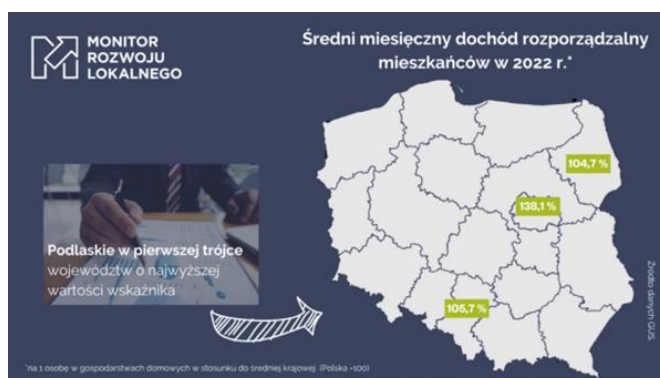 MONITOR
ROZWOJU
LOKALNEGO
Średni miesięczny dochód rozporządzalny
mieszkańców w 2022 r.*
104,7 %
138,1 %
Podlaskie w pierwszej trójce
województw o najwyższej
wartości wskaźnika
105,7 %
Źródło danych GUS.
*na 1 osobę w gospodarstwach domowych w stosunku do średniej krajowej (Polska =100)